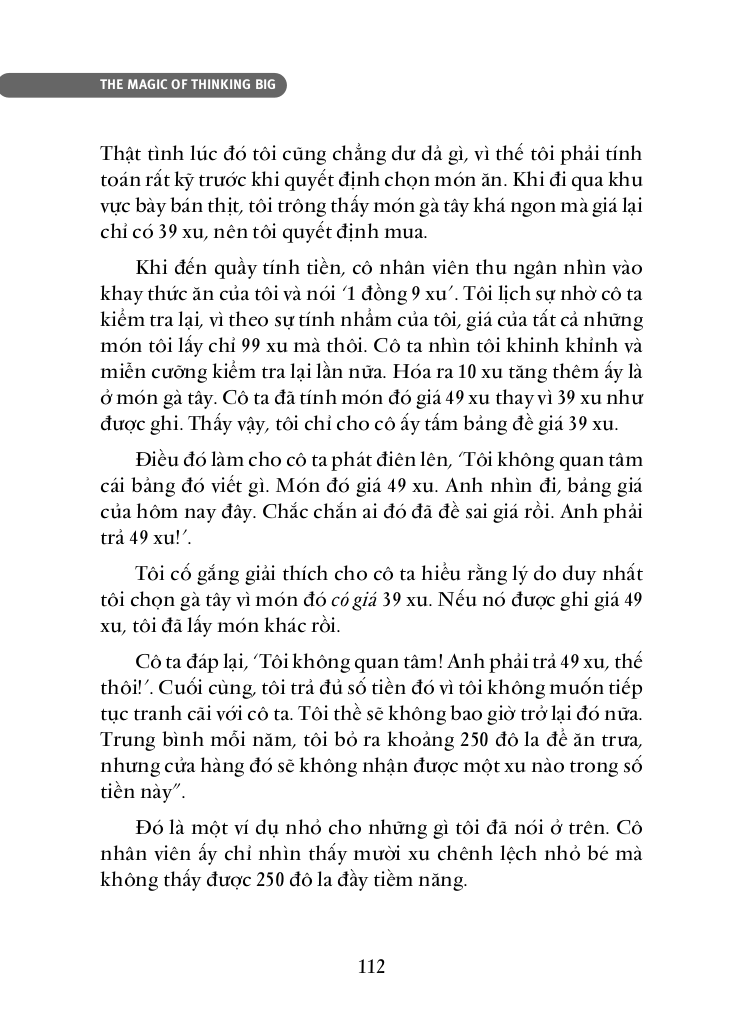 THE MAGIC OF THINKING BIG
Thật tình lúc đó tôi cũng chẳng dư dả gì, vì thế tôi phải tính
toán rất kỹ trước khi quyết định chọn món ăn. Khi đi qua khu
vực bày bán thịt, tôi trông thấy món gà tây khá ngon mà giá lại
chỉ có 39 xu, nên tôi quyết định mua.
Khi đến quầy tính tiền, cô nhân viên thu ngân nhìn vào
khay thức ăn của tôi và nói ‘1 đồng 9 xu’. Tôi lịch sự nhờ cô ta
kiểm tra lại, vì theo sự tính nhẩm của tôi, giá của tất cả những
món tôi lấy chỉ 99 xu mà thôi. Cô ta nhìn tôi khinh khỉnh và
miễn cưỡng kiểm tra lại lần nữa. Hóa ra 10 xu tăng thêm ấy là
ở món gà tây. Cô ta đã tính món đó giá 49 xu thay vì 39 xu như
được ghi. Thấy vậy, tôi chỉ cho cô ấy tấm bảng đề giá 39 xu.
Điều đó làm cho cô ta phát điên lên, ‘Tôi không quan tâm
cái bảng đó viết gì. Món đó giá 49 xu. Anh nhìn đi, bảng giá
của hôm nay đây. Chắc chắn ai đó đã đề sai giá rồi. Anh phải
trả 49 xu!’.
Tôi cố gắng giải thích cho cô ta hiểu rằng lý do duy nhất
tôi chọn gà tây vì món đó có giá 39 xu. Nếu nó được ghi giá 49
xu, tôi đã lấy món khác rồi.
Cô ta đáp lại, ‘Tôi không quan tâm! Anh phải trả 49 xu, thế
thôi!’. Cuối cùng, tôi trả đủ số tiền đó vì tôi không muốn tiếp
tục tranh cãi với cô ta. Tôi thề sẽ không bao giờ trở lại đó nữa.
Trung bình mỗi năm, tôi bỏ ra khoảng 250 đô la để ăn trưa,
nhưng cửa hàng đó sẽ không nhận được một xu nào trong số
tiền này”.
Đó là một ví dụ nhỏ cho những gì tôi đã nói ở trên. Cô
nhân viên ấy chỉ nhìn thấy mười xu chênh lệch nhỏ bé mà
không thấy được 250 đô la đầy tiềm năng.
112